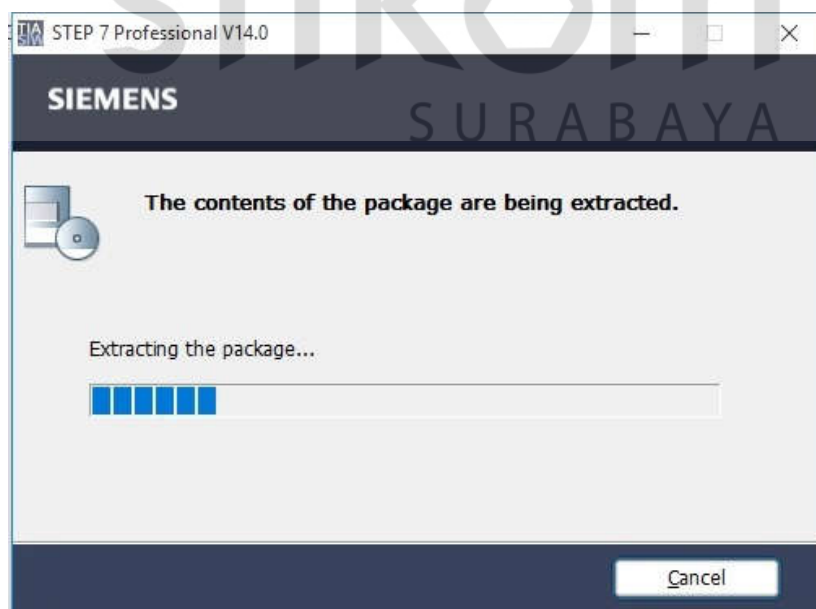 STEP 7 Professional V14.0
SIEMENS
SURABAYA
The contents of the package are being extracted.
Extracting the package...
Cancel